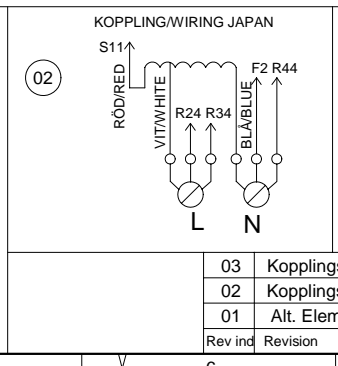 KOPPLING/WIRING JAPAN
S11
02
RÖD/RED
VIT/WHITE
R24 R34
BLÅ/BLUE
F2 R44
L N
03 Kopplings
02 Kopplings
01 Alt. Elem
Rev ind Revision